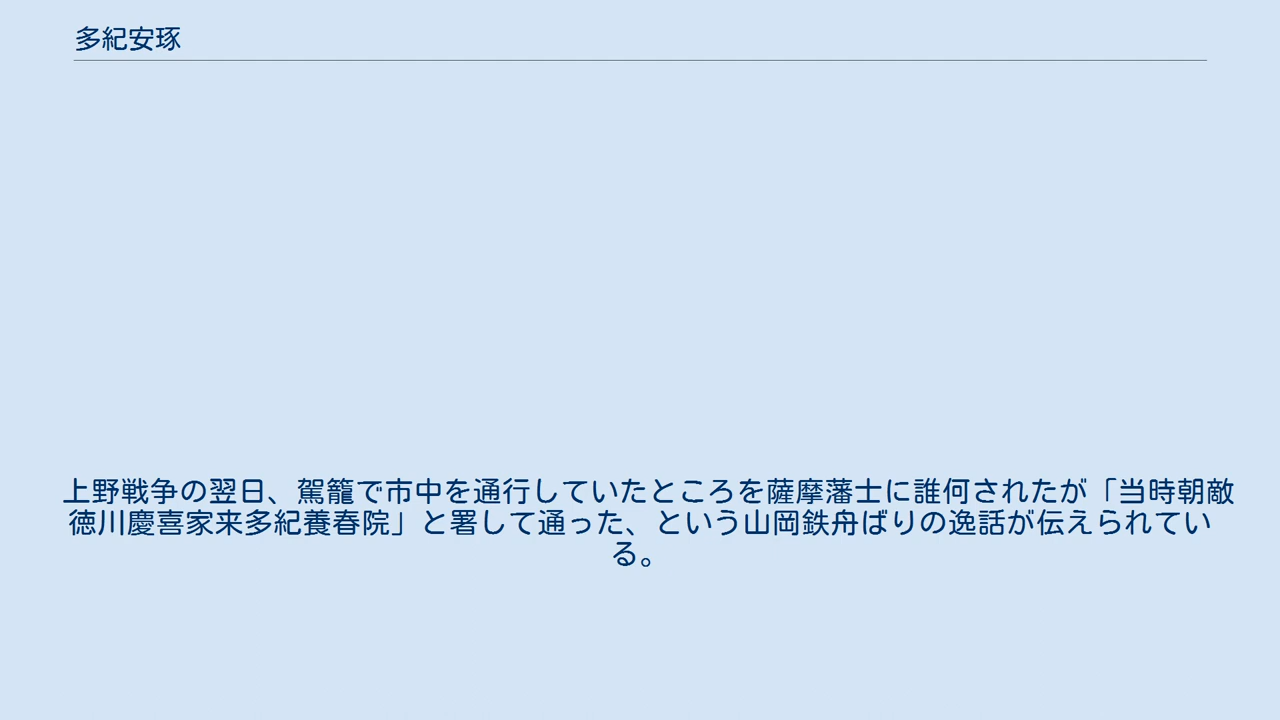 多紀安琢
上野戦争の翌日、駕籠で市中を通行していたところを薩摩藩士に誰何されたが「当時朝敵
徳川慶喜家来多紀養春院」と署して通った、という山岡鉄舟ばりの逸話が伝えられてい
る。